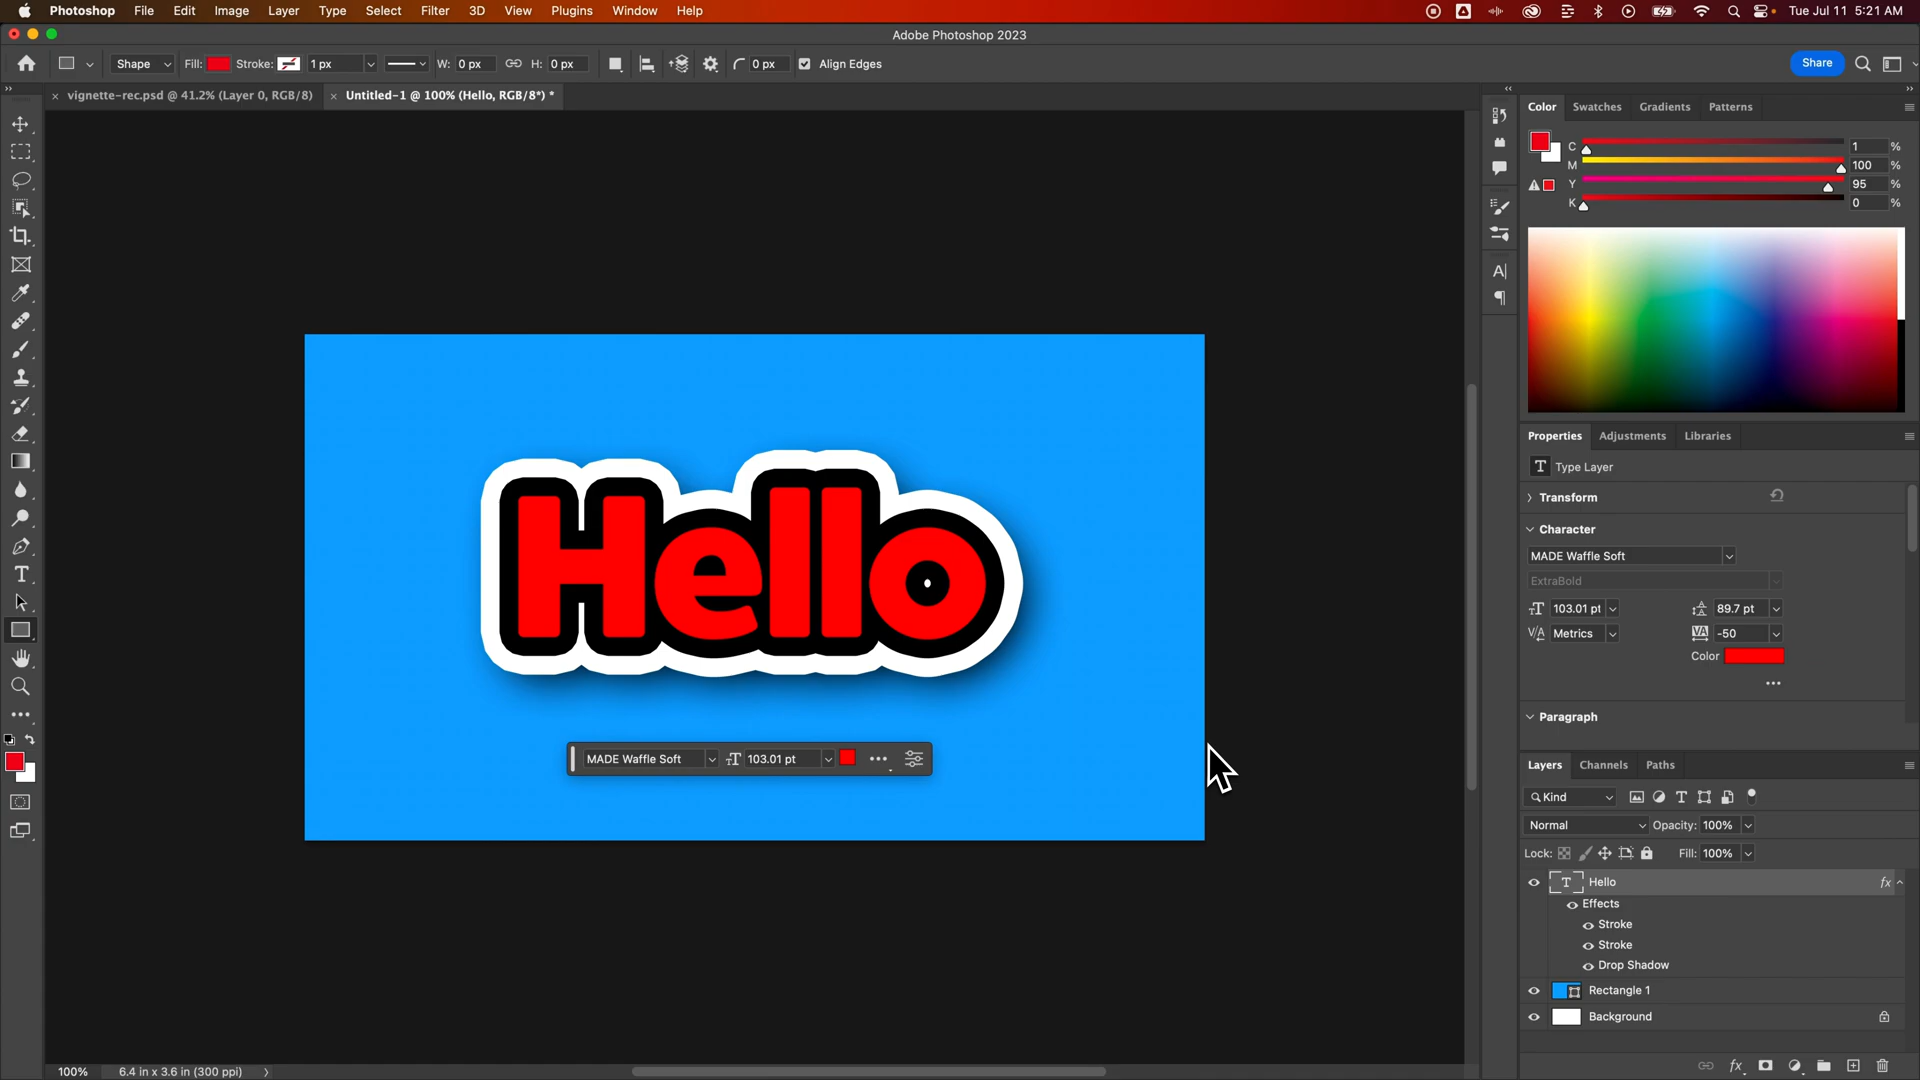 Photoshop File Edit Image Layer Type Select Filter 3D View Plugins Window Help Tue Jul 11 5:21 AM
Adobe Photoshop 2023
Shape Fill: Stroke: 1 px W: 0 px H: 0 px 0 px Align Edges Share
vignette-rec.psd @ 41.2% (Layer 0, RGB/8) Untitled-1 @ 100% (Hello, RGB/8*) *
Color Swatches Gradients Patterns
C 1 %
M 100 %
Y 95 %
K 0 %
Hello
MADE Waffle Soft 103.01 pt
Properties Adjustments Libraries
T Type Layer
Transform
Character
MADE Waffle Soft
ExtraBold
103.01 pt 89.7 pt
Metrics -50
Color
Paragraph
Layers Channels Paths
Kind
Normal Opacity: 100%
Lock: Fill: 100%
T Hello fx
Effects
Stroke
Stroke
Drop Shadow
Rectangle 1
Background
fx
100% 6.4 in x 3.6 in (300 ppi)